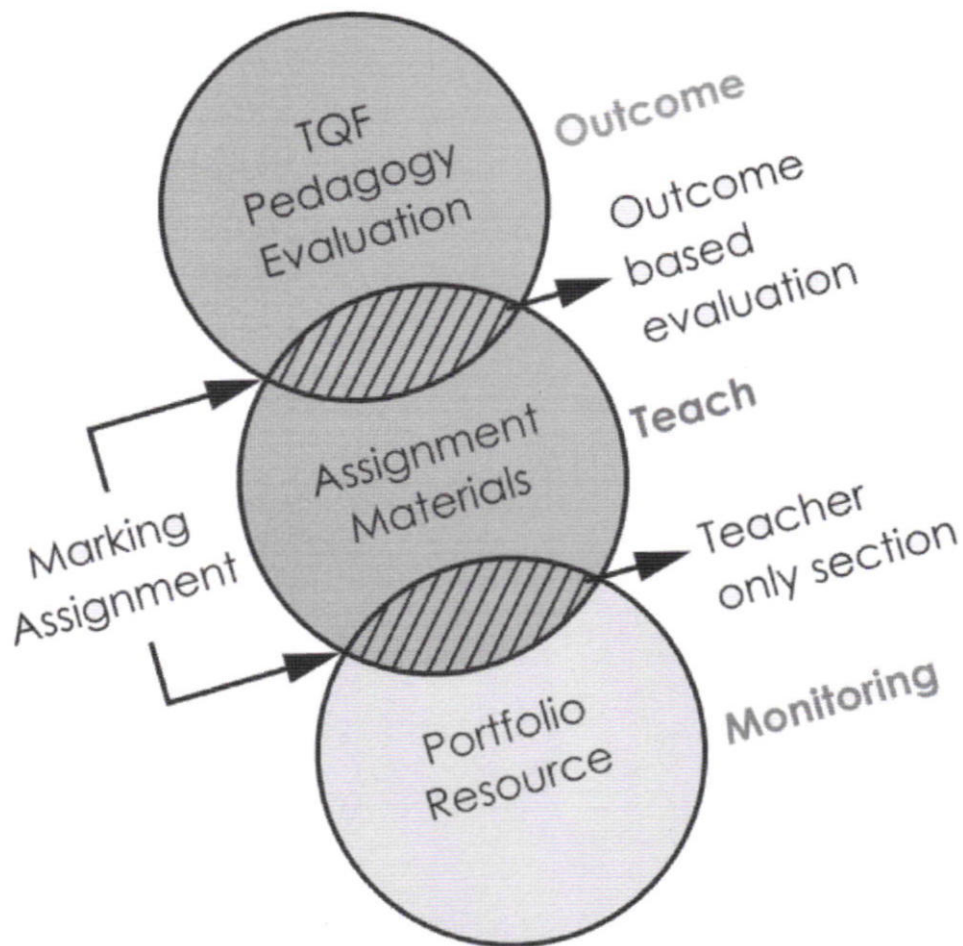 TQF
Pedagogy
Evaluation
Outcome
Outcome
based
evaluation
Assignment
Materials
Teach
Marking
Assignment
Teacher
only section
Portfolio
Resource
Monitoring